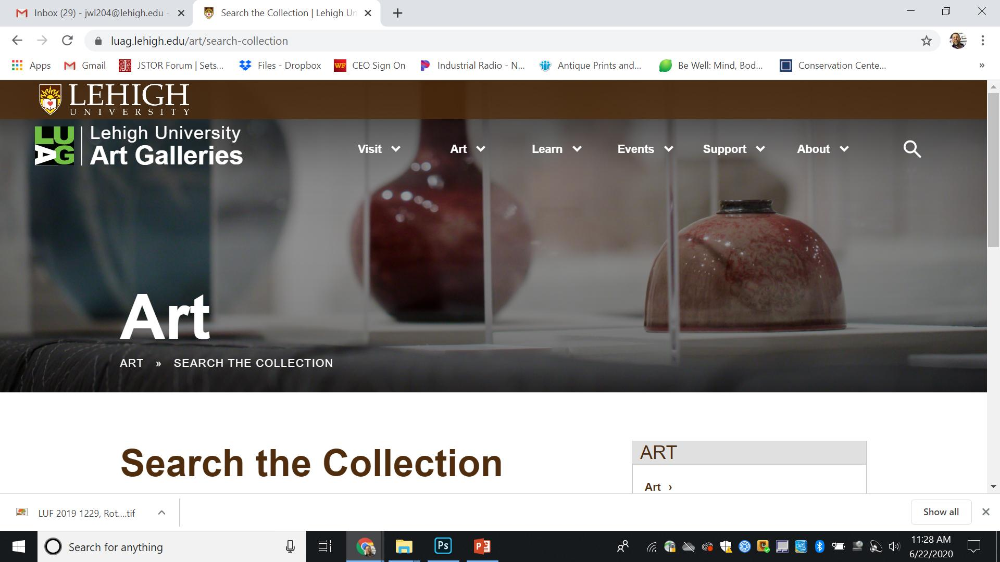 Inbox (29) - jwl204@lehigh.edu -
Search the Collection | Lehigh Un
luag.lehigh.edu/art/search-collection
Apps
Gmail
JSTOR Forum | Sets...
Files - Dropbox
WF CEO Sign On
Industrial Radio - N...
Antique Prints and...
Be Well: Mind, Bod...
Conservation Cente...
»
LEHIGH
UNIVERSITY
LUAG
Lehigh University
Art Galleries
Visit
Art
Learn
Events
Support
About
Art
ART » SEARCH THE COLLECTION
Search the Collection
ART
Art ›
LUF 2019 1229, Rot....tif
Show all
Search for anything
Ps
P
11:28 AM
6/22/2020